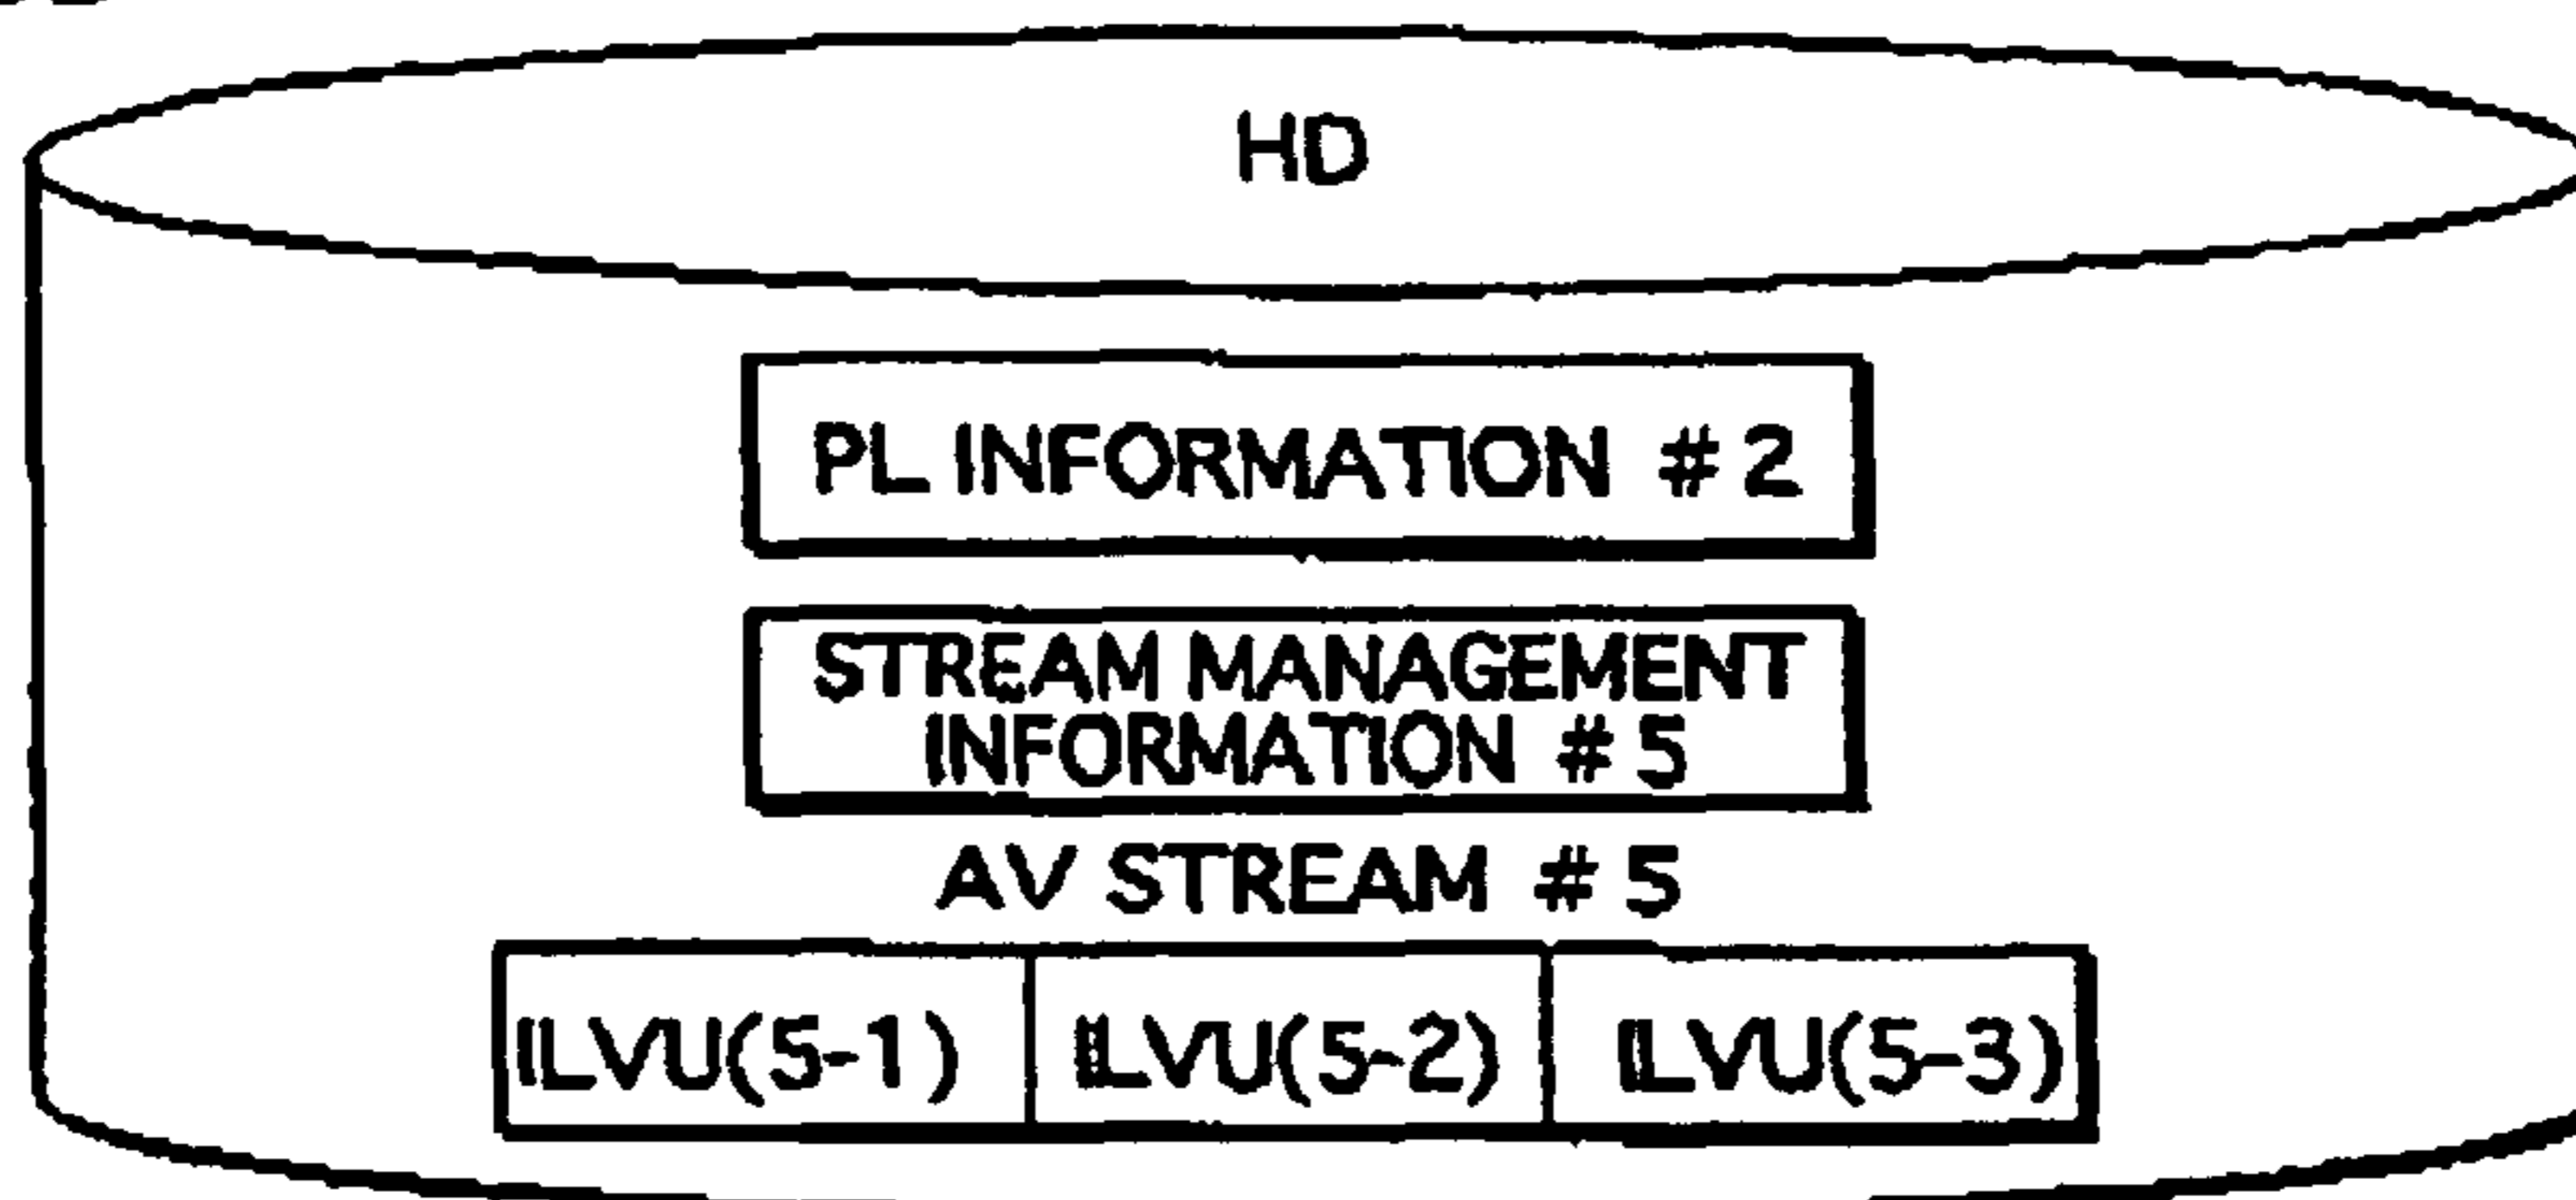 HD
PL INFORMATION # 2
STREAM MANAGEMENT
INFORMATION # 5
AV STREAM # 5
ILVU(5-1) ILVU(5-2) ILVU(5-3)